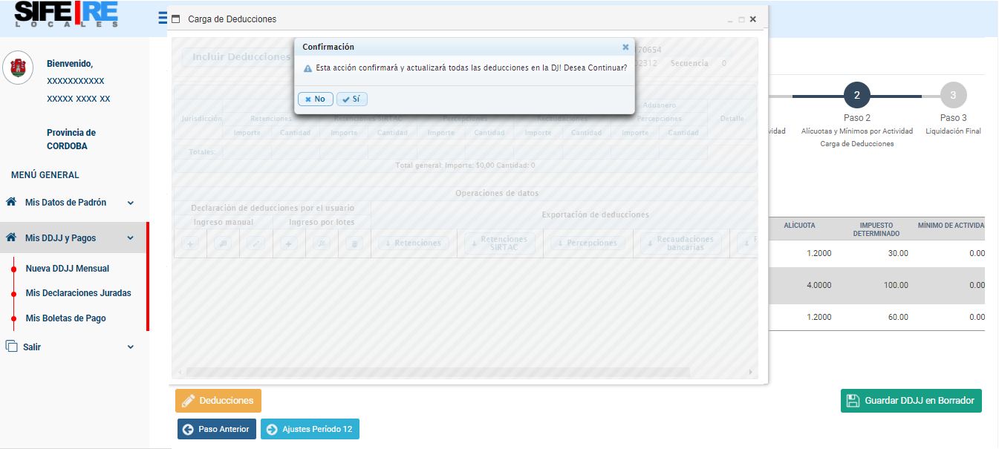 SIFERE
LOCALES
Bienvenido,
XXXXXXXXXXX
XXXXX XXXX XX
Provincia de
CORDOBA
MENÚ GENERAL
Mis Datos de Padrón
Mis DDJJ y Pagos
Nueva DDJJ Mensual
Mis Declaraciones Juradas
Mis Boletas de Pago
Salir
Carga de Deducciones
Confirmación
Esta acción confirmará y actualizará todas las deducciones en la DJ! Desea Continuar?
No
Sí
Incluir Deducciones
70654
02312 Secuencia 0
Aduanero
Jurisdicción Retenciones Retenciones SIRTAC Percepciones Recaudaciones Percepciones Detalle
Importe Cantidad Importe Cantidad Importe Cantidad Importe Cantidad Importe Cantidad
Totales:
Total general: Importe: $0,00 Cantidad: 0
Operaciones de datos
Declaración de deducciones por el usuario
Exportación de deducciones
Ingreso manual Ingreso por lotes
Retenciones
Retenciones
SIRTAC
Percepciones
Recaudaciones
bancarias
Deducciones
Paso Anterior
Ajustes Período 12
2
3
Paso 2
Paso 3
vidad
Alícuotas y Mínimos por Actividad
Carga de Deducciones
Liquidación Final
ALÍCUOTA IMPUESTO DETERMINADO MÍNIMO DE ACTIVIDA
1.2000 30.00 0.00
4.0000 100.00 0.00
1.2000 60.00 0.00
Guardar DDJJ en Borrador